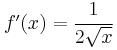 f′(x) = 1/(2√x)